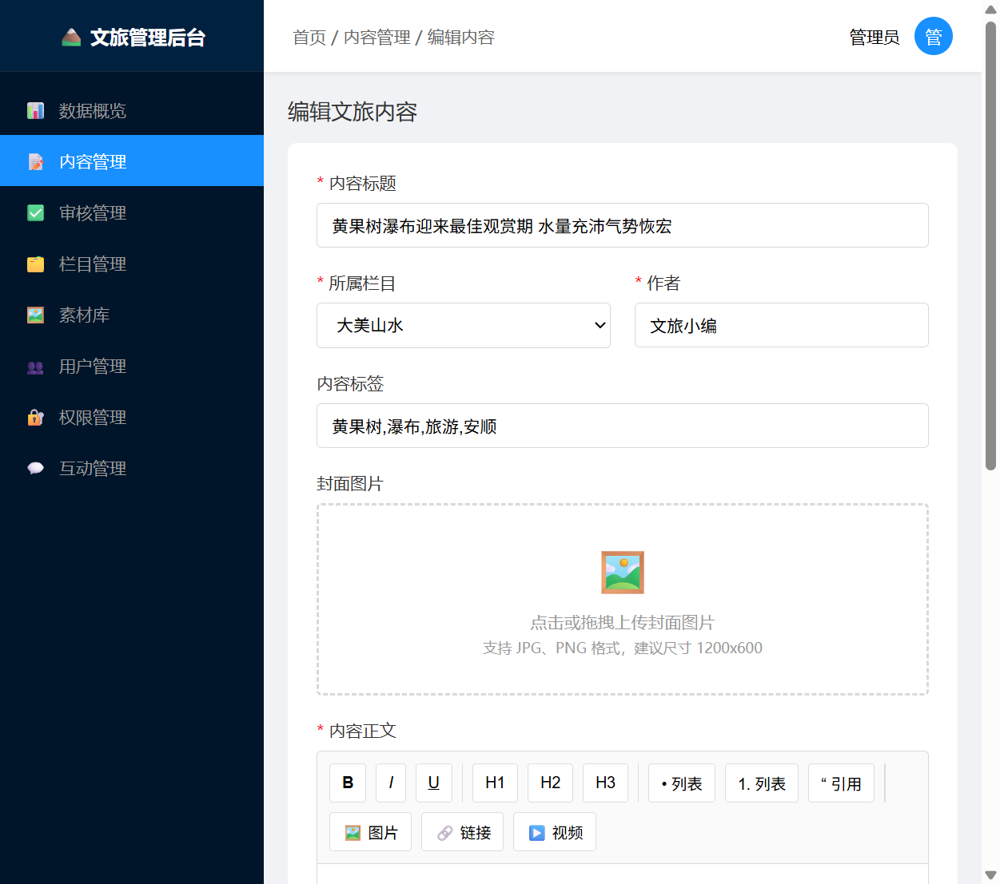 文旅管理后台
首页 / 内容管理 / 编辑内容
管理员
管
数据概览
内容管理
审核管理
栏目管理
素材库
用户管理
权限管理
互动管理
编辑文旅内容
* 内容标题
黄果树瀑布迎来最佳观赏期 水量充沛气势恢宏
* 所属栏目
* 作者
大美山水
文旅小编
内容标签
黄果树,瀑布,旅游,安顺
封面图片
点击或拖拽上传封面图片
支持 JPG、PNG 格式，建议尺寸 1200x600
* 内容正文
B I U H1 H2 H3 • 列表 1. 列表 “ 引用
图片 链接 视频